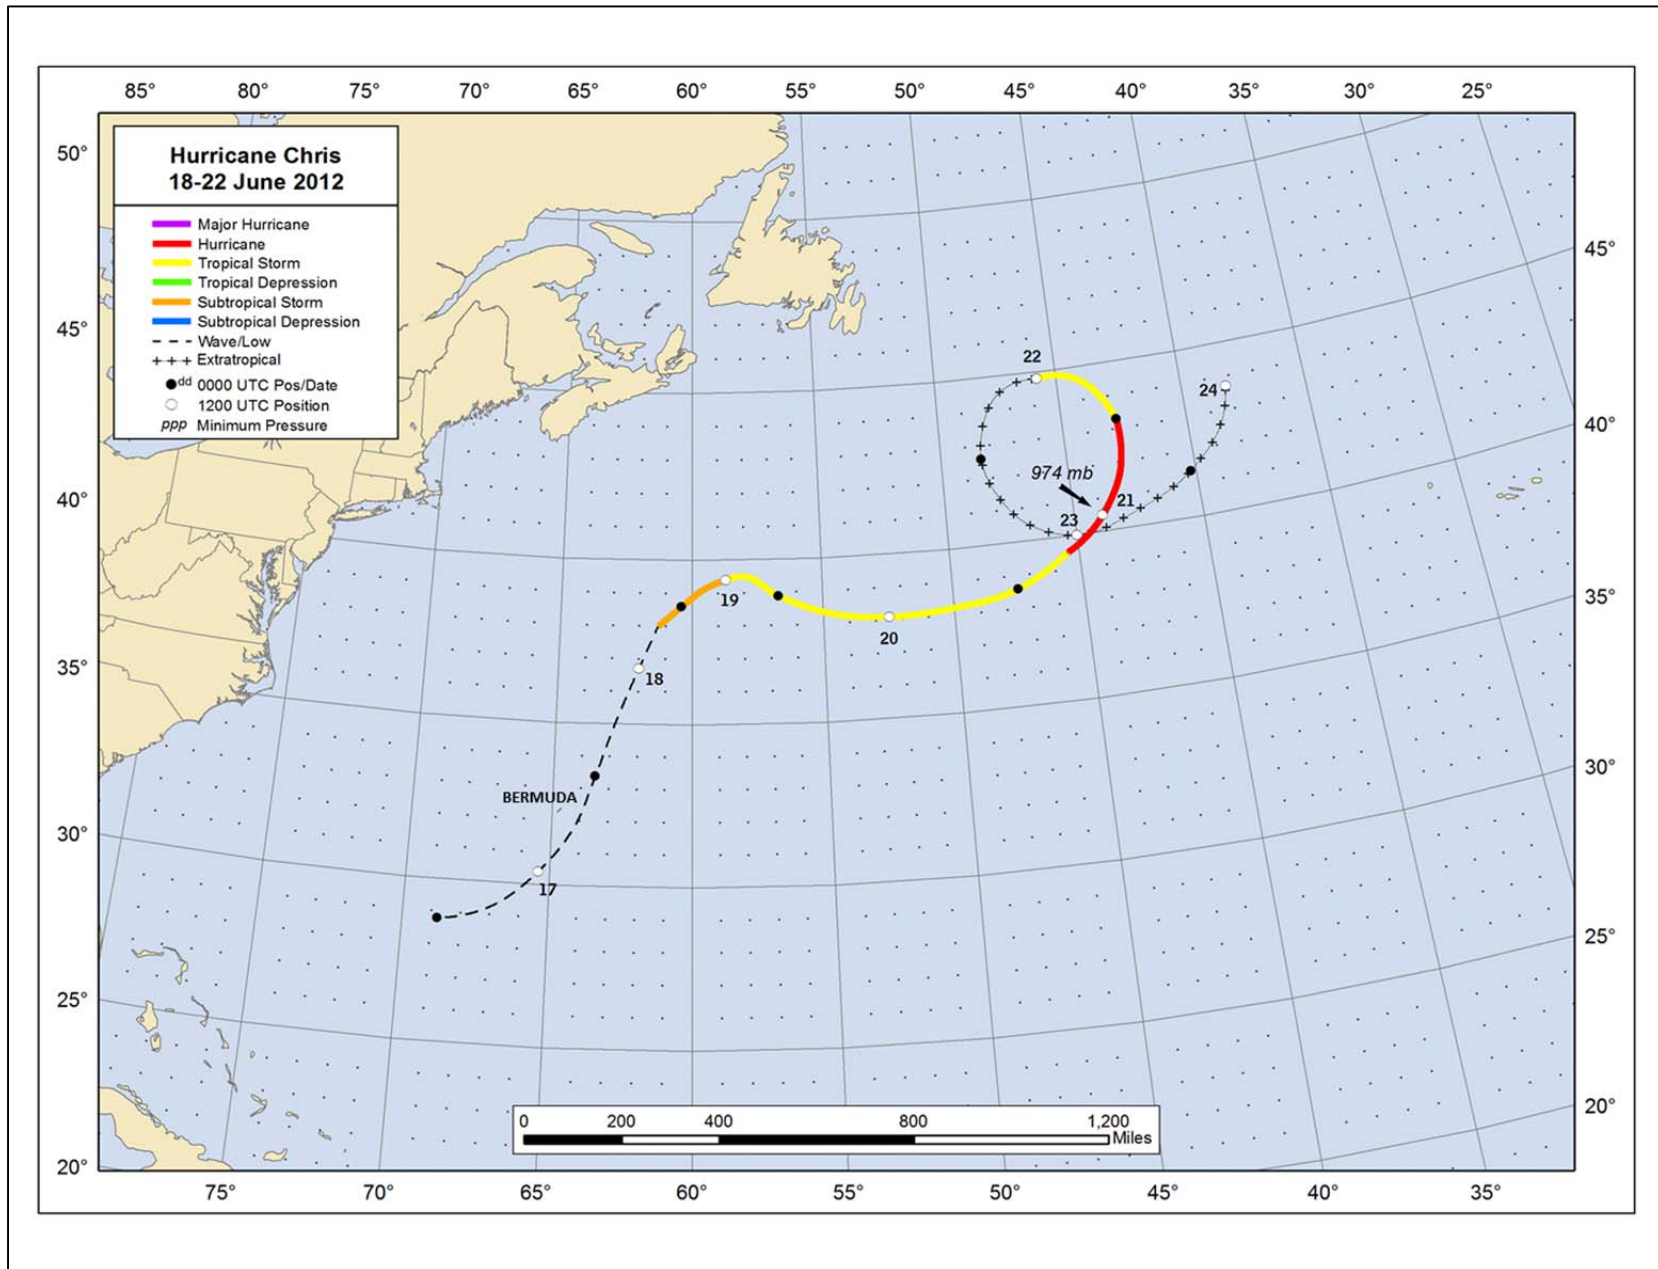 85° 80° 75° 70° 65° 60° 55° 50° 45° 40° 35° 30° 25°
Hurricane Chris
18-22 June 2012
Major Hurricane
Hurricane
Tropical Storm
Tropical Depression
Subtropical Storm
Subtropical Depression
Wave/Low
Extratropical
dd 0000 UTC Pos/Date
1200 UTC Position
ppp Minimum Pressure
50°
45°
40°
35°
30°
25°
20°
45°
40°
35°
30°
25°
20°
22
24
974 mb
21
23
19
20
18
BERMUDA
17
0 200 400 800 1,200
Miles
75° 70° 65° 60° 55° 50° 45° 40° 35°